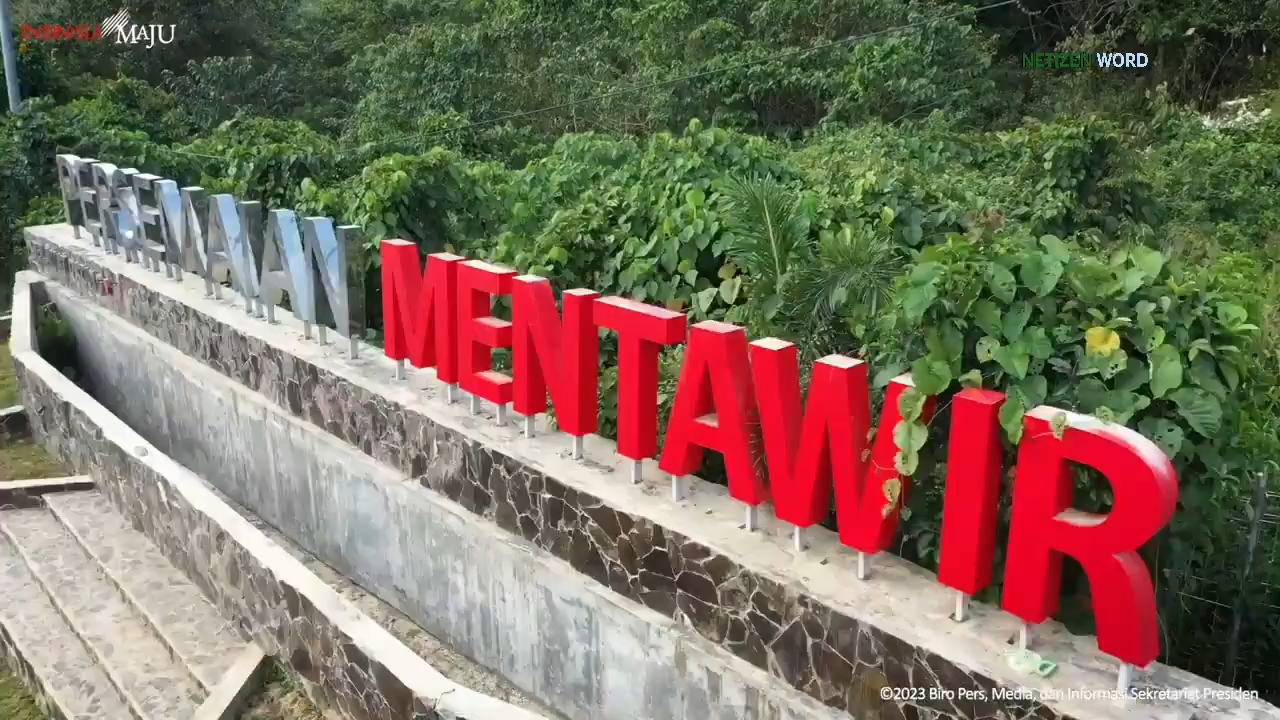 INDONESIA MAJU
NETIZEN WORD
PERSEMAIAN
MENTAWIR
©2023 Biro Pers, Media, dan Informasi Sekretariat Presiden